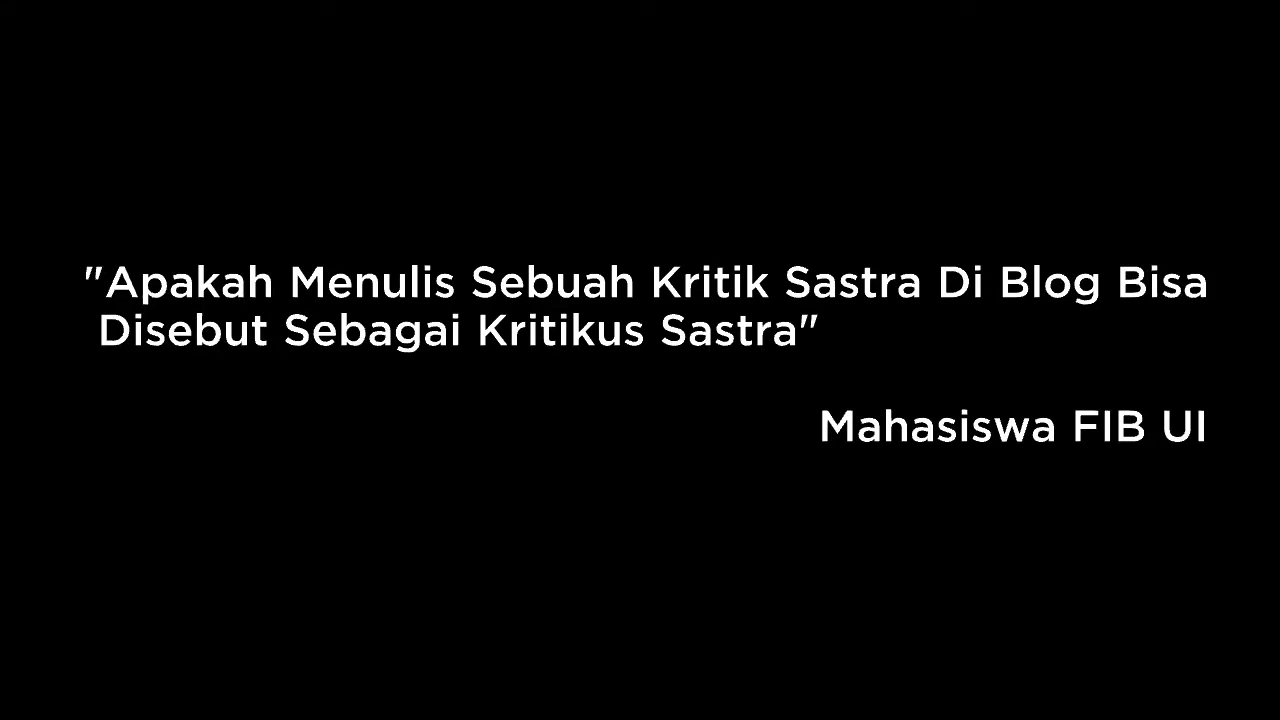 "Apakah Menulis Sebuah Kritik Sastra Di Blog Bisa
Disebut Sebagai Kritikus Sastra"
Mahasiswa FIB UI